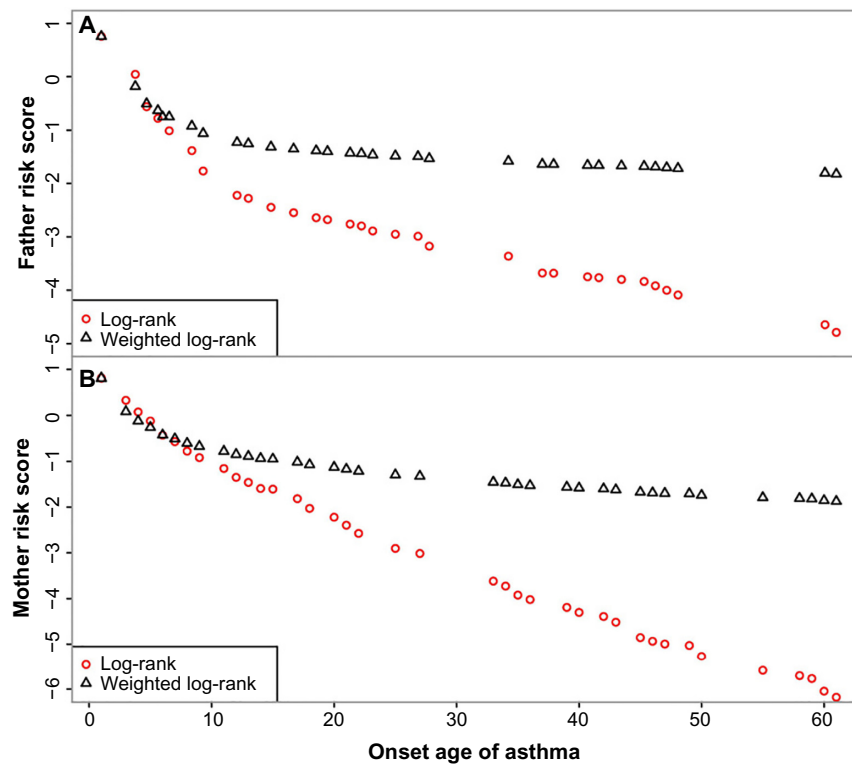 A
1
0
−1
−2
−3
−4
−5
Father risk score
Log-rank
Weighted log-rank
B
1
0
−1
−2
−3
−4
−5
−6
Mother risk score
Log-rank
Weighted log-rank
0 10 20 30 40 50 60
Onset age of asthma